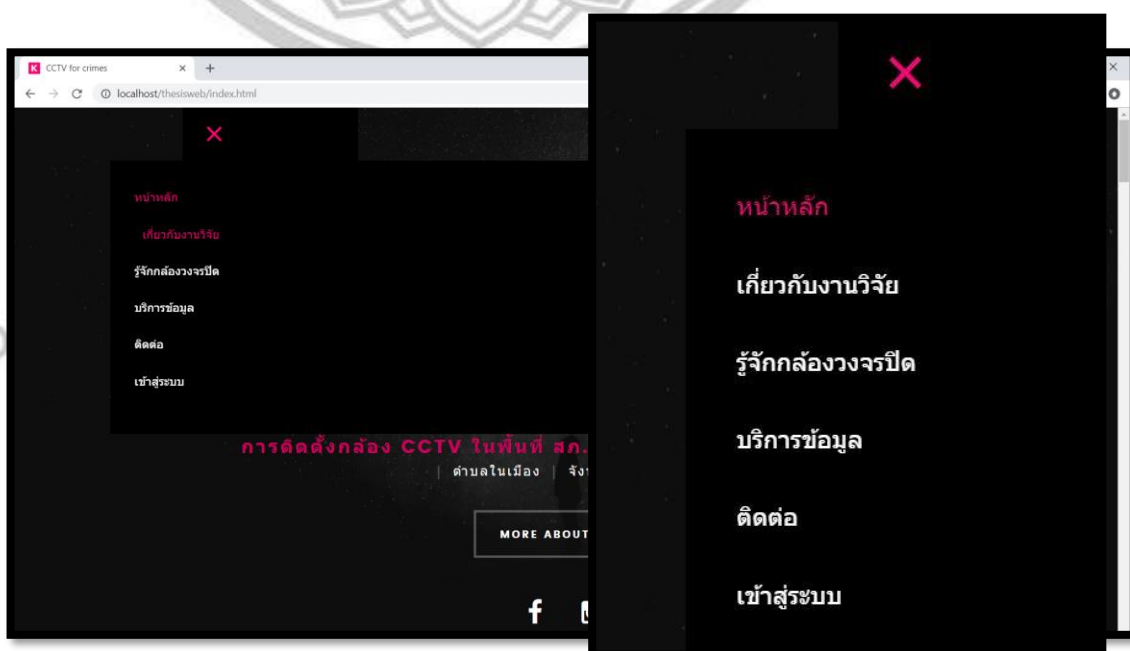 K CCTV for crimes
localhost/thesisweb/index.html
หน้าหลัก
เกี่ยวกับงานวิจัย
รู้จักกล้องวงจรปิด
บริการข้อมูล
ติดต่อ
เข้าสู่ระบบ
การติดตั้งกล้อง CCTV ในพื้นที่ สภ.
| ตำบลในเมือง |
MORE ABOUT
หน้าหลัก
เกี่ยวกับงานวิจัย
รู้จักกล้องวงจรปิด
บริการข้อมูล
ติดต่อ
เข้าสู่ระบบ